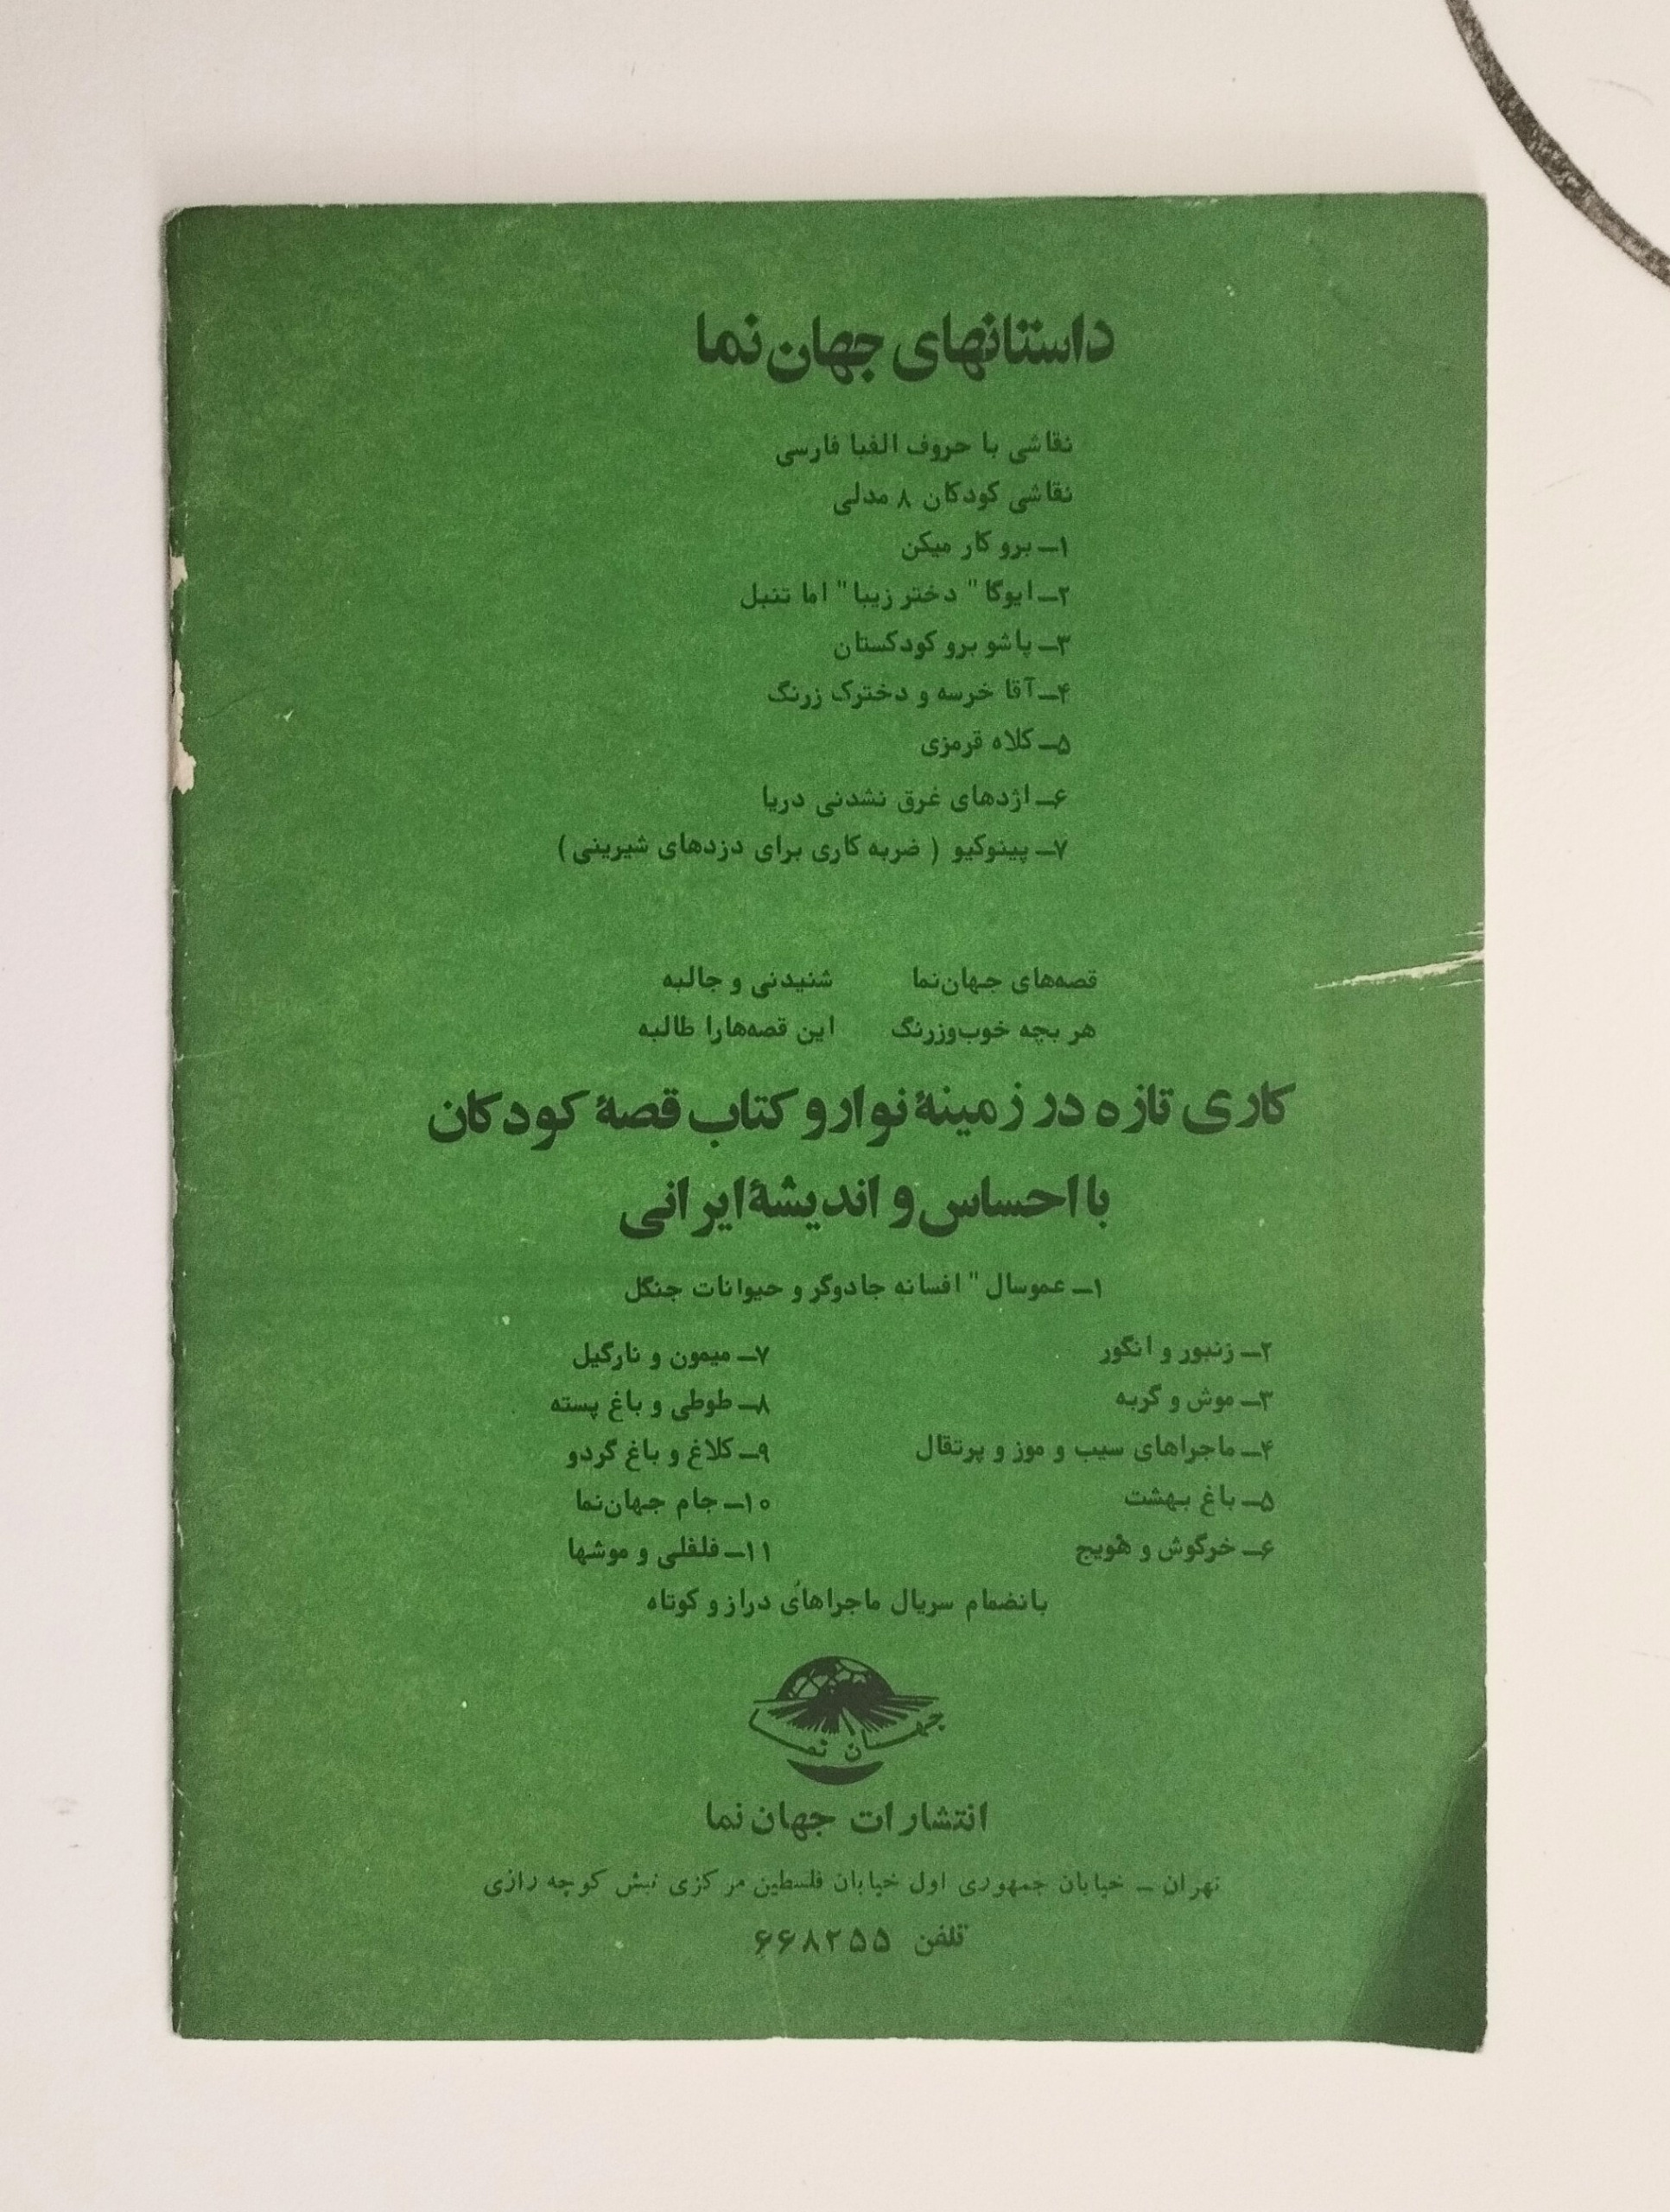 داستانهای جهان‌نما
نقاشی با حروف الفبا فارسی
نقاشی کودکان ۸ مدلی
۱ــ برو کار میکن
۲ــ ایوگا " دختر زیبا " اما تنبل
۳ــ پاشو برو کودکستان
۴ــ آقا خرسه و دخترک زرنگ
۵ــ کلاه قرمزی
۶ــ اژدهای غرق نشدنی دریا
۷ــ پینوکیو ( ضربه کاری برای دزدهای شیرینی )
قصه‌های جهان‌نما شنیدنی و جالبه
هر بچه خوب‌وزرنگ این قصه‌هارا طالبه
کاری تازه در زمینهٔ نوار و کتاب قصهٔ کودکان
با احساس و اندیشهٔ ایرانی
۱ــ عموسال " افسانه جادوگر و حیوانات جنگل
۲ــ زنبور و انگور
۳ــ موش و گربه
۴ــ ماجراهای سیب و موز و پرتقال
۵ــ باغ بهشت
۶ــ خرگوش و هویج
۷ــ میمون و نارگیل
۸ــ طوطی و باغ پسته
۹ــ کلاغ و باغ گردو
۱۰ــ جام جهان‌نما
۱۱ــ فلفلی و موشها
بانضمام سریال ماجراهای دراز و کوتاه
جهان نما
انتشارات جهان‌نما
تهران ــ خیابان جمهوری اول خیابان فلسطین مرکزی نبش کوچه رازی
تلفن ۶۶۸۲۵۵